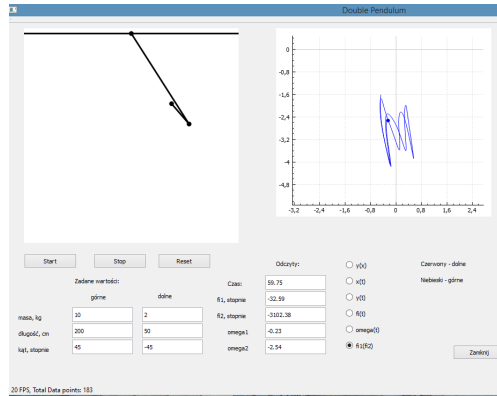 Double Pendulum
0
-0,8
-1,6
-2,4
-3,2
-4
-4,8
-3,2 -2,4 -1,6 -0,8 0 0,8 1,6 2,4
Start Stop Reset
Zadane wartości:
górne dolne
masa, kg 10 2
długość, cm 200 50
kąt, stopnie 45 -45
Odczyty:
Czas: 59.75
fi1, stopnie -32.59
fi2, stopnie -3102.38
omega1 -0.23
omega2 -2.54
y(x)
x(t)
y(t)
fi(t)
omega(t)
fi1(fi2)
Czerwony - dolne
Niebieski - górne
Zamknij
20 FPS, Total Data points: 183